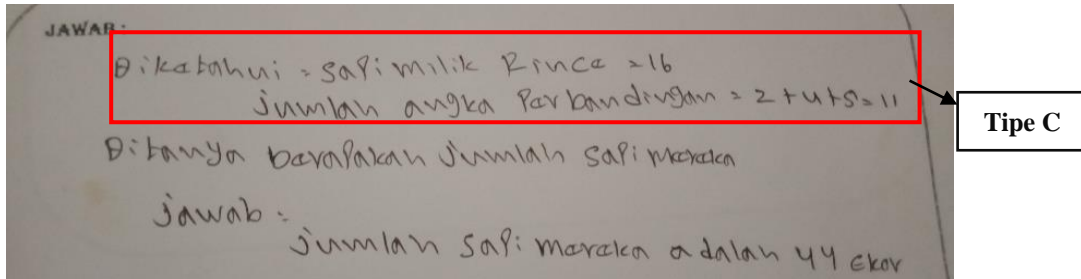 JAWAB:
Dikatahui = sapi milik Rince = 16
jumlah angka Perbandingan = 2+4+5=11
Tipe C
Ditanya berapakah jumlah sapi mereka
jawab:
jumlah sapi mereka adalah 44 ekor